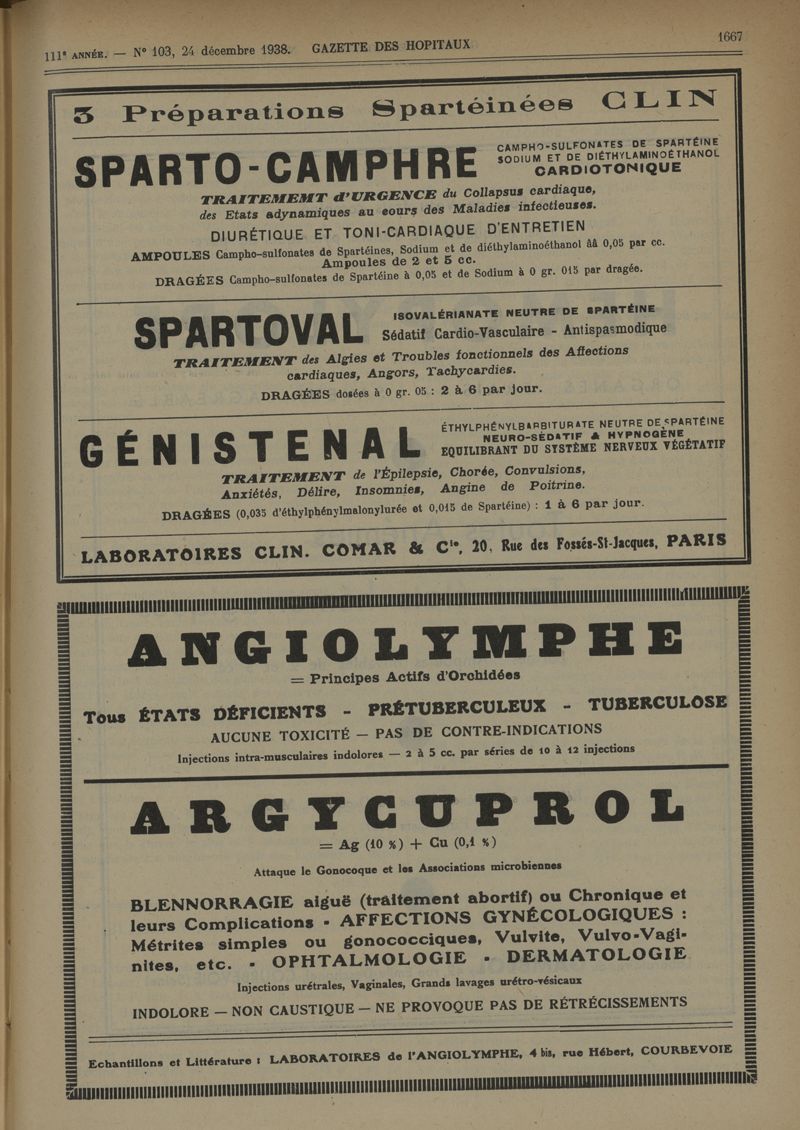 111e ANNÉE. — N° 103, 24 décembre 1938. GAZETTE DES HOPITAUX 1667
3 Préparations Spartéinées CLIN
SPARTO-CAMPHRE
CAMPHO-SULFONATES DE SPARTÉINE
SODIUM ET DE DIÉTHYLAMINOÉTHANOL
CARDIOTONIQUE
TRAITEMEMT d'URGENCE du Collapsus cardiaque,
des Etats adynamiques au cours des Maladies infectieuses.
DIURÉTIQUE ET TONI-CARDIAQUE D'ENTRETIEN
AMPOULES Campho-sulfonates de Spartéines, Sodium et de diéthylaminoéthanol ââ 0,05 par cc.
Ampoules de 2 et 5 cc.
DRAGÉES Campho-sulfonates de Spartéine à 0,05 et de Sodium à 0 gr. 015 par dragée.
SPARTOVAL
ISOVALÉRIANATE NEUTRE DE SPARTÉINE
Sédatif Cardio-Vasculaire - Antispasmodique
TRAITEMENT des Algies et Troubles fonctionnels des Affections
cardiaques, Angors, Tachycardies.
DRAGÉES dosées à 0 gr. 05 : 2 à 6 par jour.
GÉNISTENAL
ÉTHYLPHÉNYLBARBITURATE NEUTRE DE SPARTÉINE
NEURO-SÉDATIF & HYPNOGÈNE
EQUILIBRANT DU SYSTÈME NERVEUX VÉGÉTATIF
TRAITEMENT de l'Épilepsie, Chorée, Convulsions,
Anxiétés, Délire, Insomnies, Angine de Poitrine.
DRAGÉES (0,035 d'éthylphénylmalonylurée et 0,015 de Spartéine) : 1 à 6 par jour.
LABORATOIRES CLIN. COMAR & Cie, 20, Rue des Fossés-St-Jacques, PARIS
ANGIOLYMPHE
= Principes Actifs d'Orchidées
Tous ÉTATS DÉFICIENTS - PRÉTUBERCULEUX - TUBERCULOSE
AUCUNE TOXICITÉ — PAS DE CONTRE-INDICATIONS
Injections intra-musculaires indolores — 2 à 5 cc. par séries de 10 à 12 injections
ARGYCUPROL
= Ag (10 %) + Cu (0,1 %)
Attaque le Gonocoque et les Associations microbiennes
BLENNORRAGIE aiguë (traitement abortif) ou Chronique et
leurs Complications - AFFECTIONS GYNÉCOLOGIQUES :
Métrites simples ou gonococciques, Vulvite, Vulvo-Vagi-
nites, etc. - OPHTALMOLOGIE - DERMATOLOGIE
Injections urétrales, Vaginales, Grands lavages urétro-vésicaux
INDOLORE — NON CAUSTIQUE — NE PROVOQUE PAS DE RÉTRÉCISSEMENTS
Echantillons et Littérature : LABORATOIRES de l'ANGIOLYMPHE, 4 bis, rue Hébert, COURBEVOIE